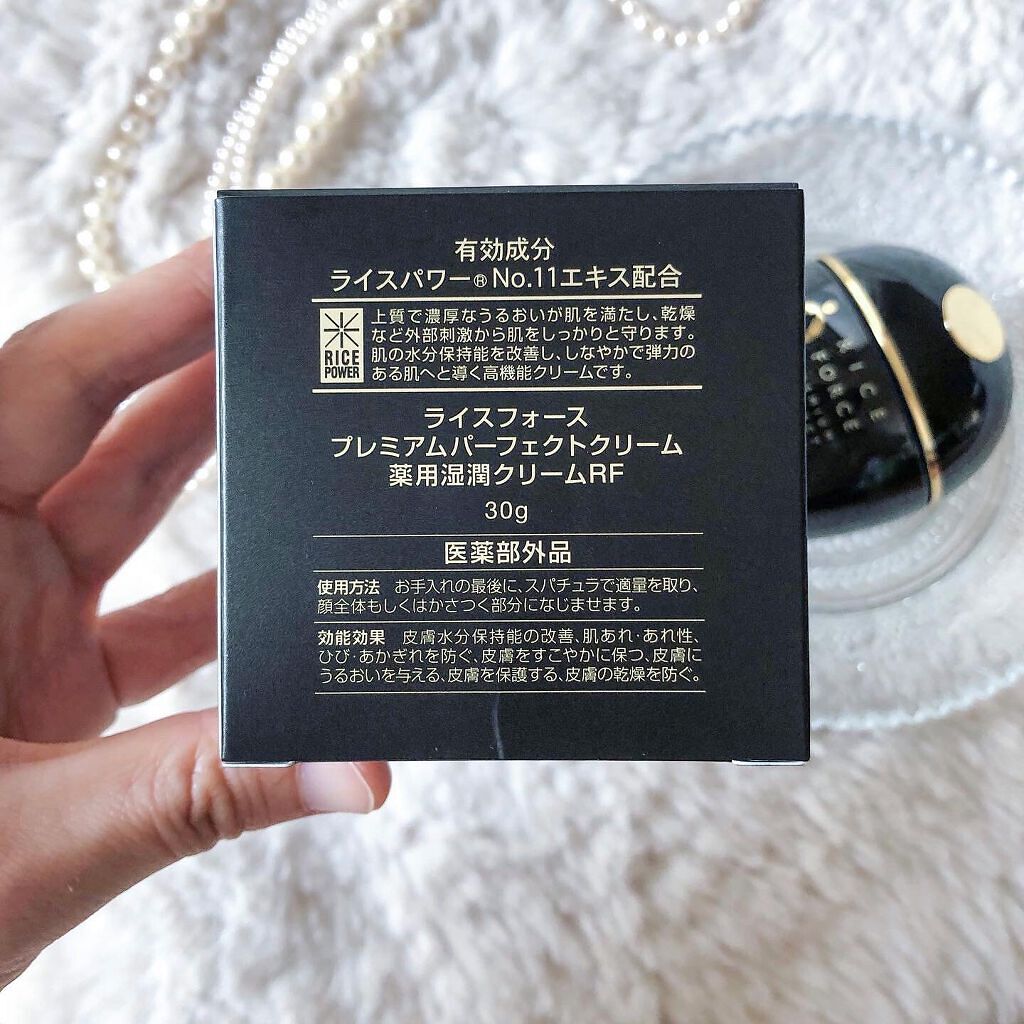 有効成分
ライスパワー®No.11エキス配合
RICE
POWER
上質で濃厚なうるおいが肌を満たし、乾燥
など外部刺激から肌をしっかりと守ります。
肌の水分保持能を改善し、しなやかで弾力の
ある肌へと導く高機能クリームです。
ライスフォース
プレミアムパーフェクトクリーム
薬用湿潤クリームRF
30g
医薬部外品
使用方法 お手入れの最後に、スパチュラで適量を取り、
顔全体もしくはかさつく部分になじませます。
効能効果 皮膚水分保持能の改善、肌あれ・あれ性、
ひび・あかぎれを防ぐ、皮膚をすこやかに保つ、皮膚に
うるおいを与える、皮膚を保護する、皮膚の乾燥を防ぐ。
RICE
FORCE